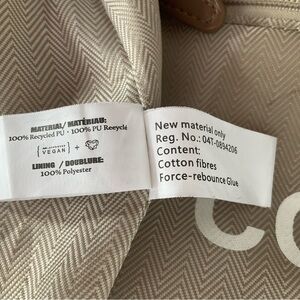 MATERIAL/MATÉRIAU:
100% Recycled PU · 100% PU Recyclé
VEGAN +
LINING / DOUBLURE:
100% Polyester
New material only
Reg. No.: 04T-0894206
Content:
Cotton fibres
Force-rebounce Glue
CO